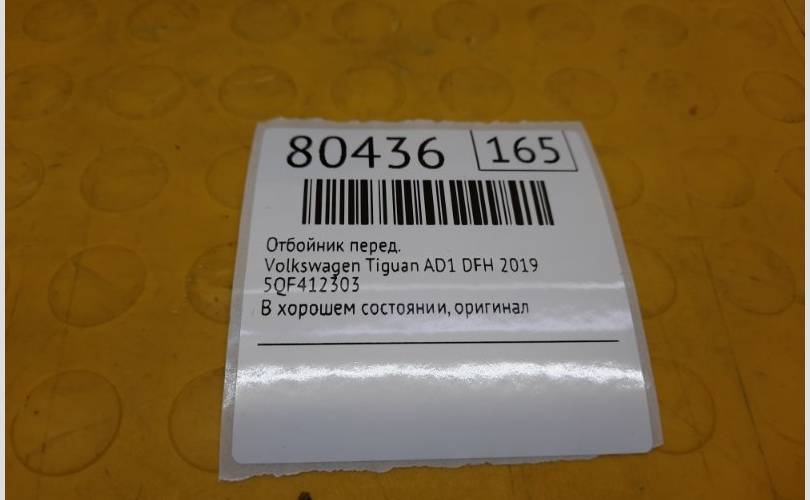 80436 165
Отбойник перед.
Volkswagen Tiguan AD1 DFH 2019
5QF412303
В хорошем состоянии, оригинал